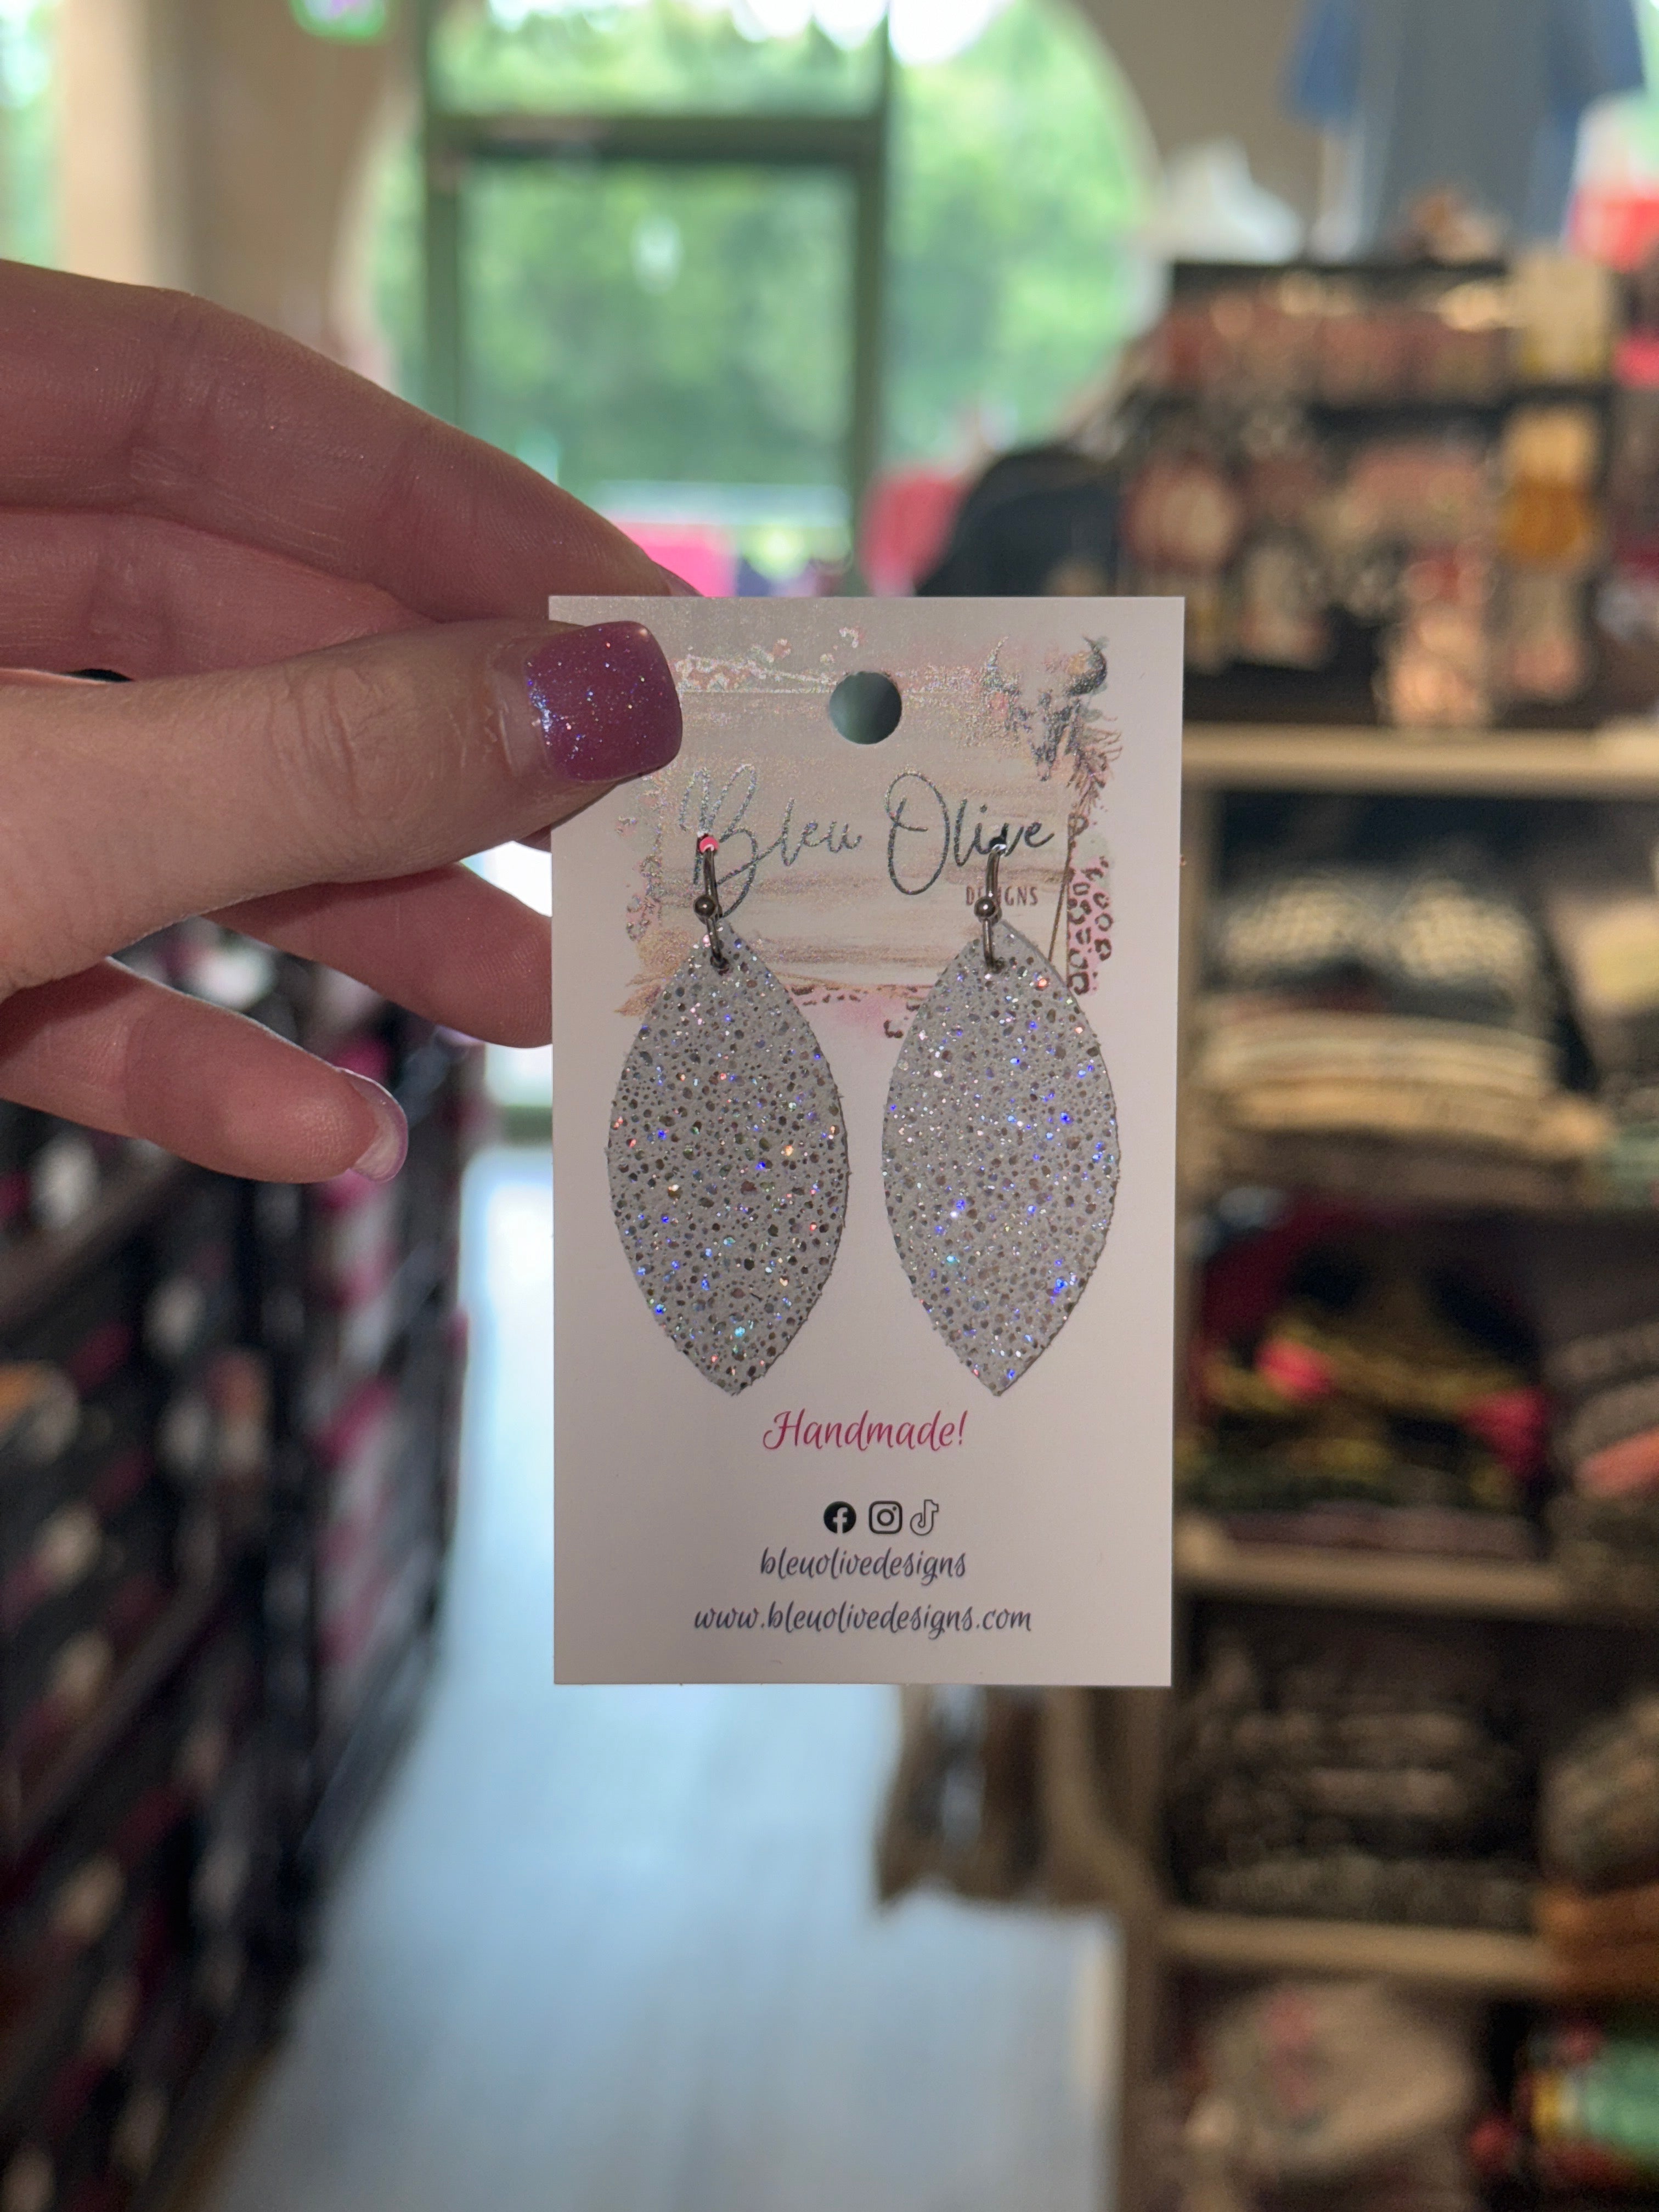 Bleu Olive
DESIGNS
Handmade!
bleuolivedesigns
www.bleuolivedesigns.com